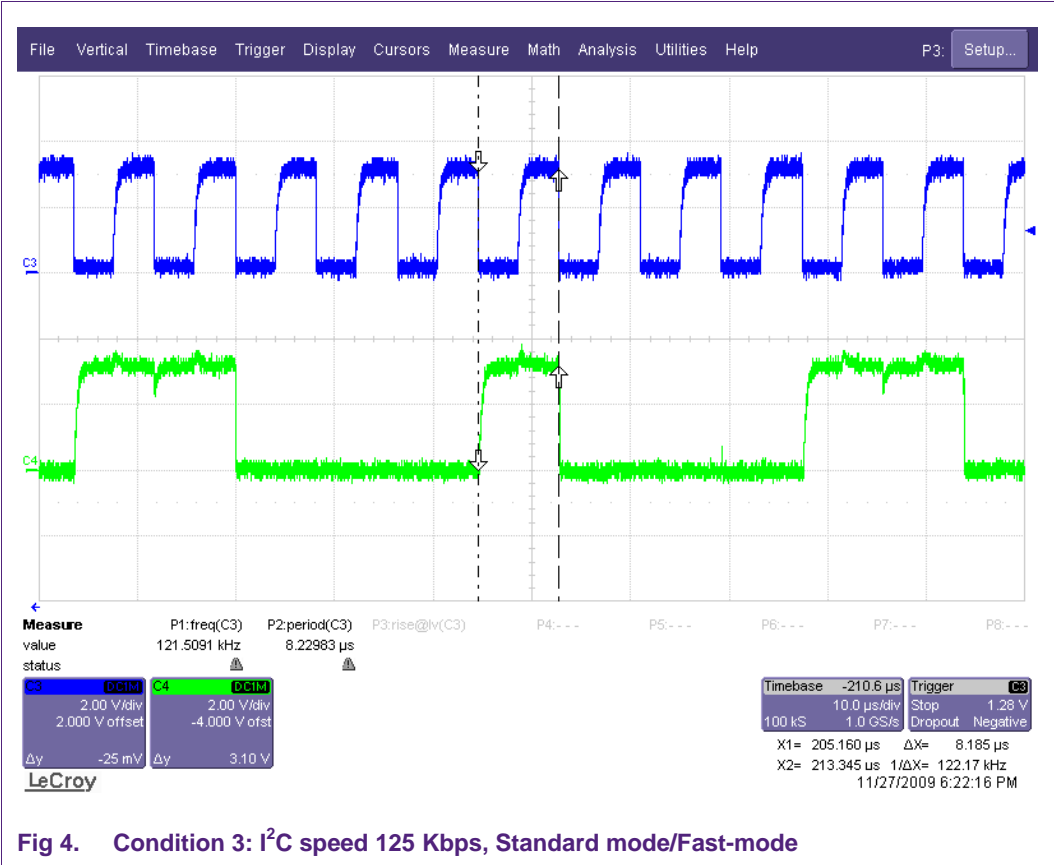 File Vertical Timebase Trigger Display Cursors Measure Math Analysis Utilities Help P3: Setup...
C3
C4
Measure P1:freq(C3) P2:period(C3) P3:rise@lv(C3) P4:- - - P5:- - - P6:- - - P7:- - - P8:- - -
value 121.5091 kHz 8.22983 µs
status
C3 DC1M C4 DC1M Timebase -210.6 µs Trigger C3
2.00 V/div 2.00 V/div 10.0 µs/div Stop 1.28 V
2.000 V offset -4.000 V ofst 100 kS 1.0 GS/s Dropout Negative
Δy -25 mV Δy 3.10 V
X1= 205.160 µs ΔX= 8.185 µs
X2= 213.345 µs 1/ΔX= 122.17 kHz
LeCroy 11/27/2009 6:22:16 PM
Fig 4. Condition 3: I²C speed 125 Kbps, Standard mode/Fast-mode